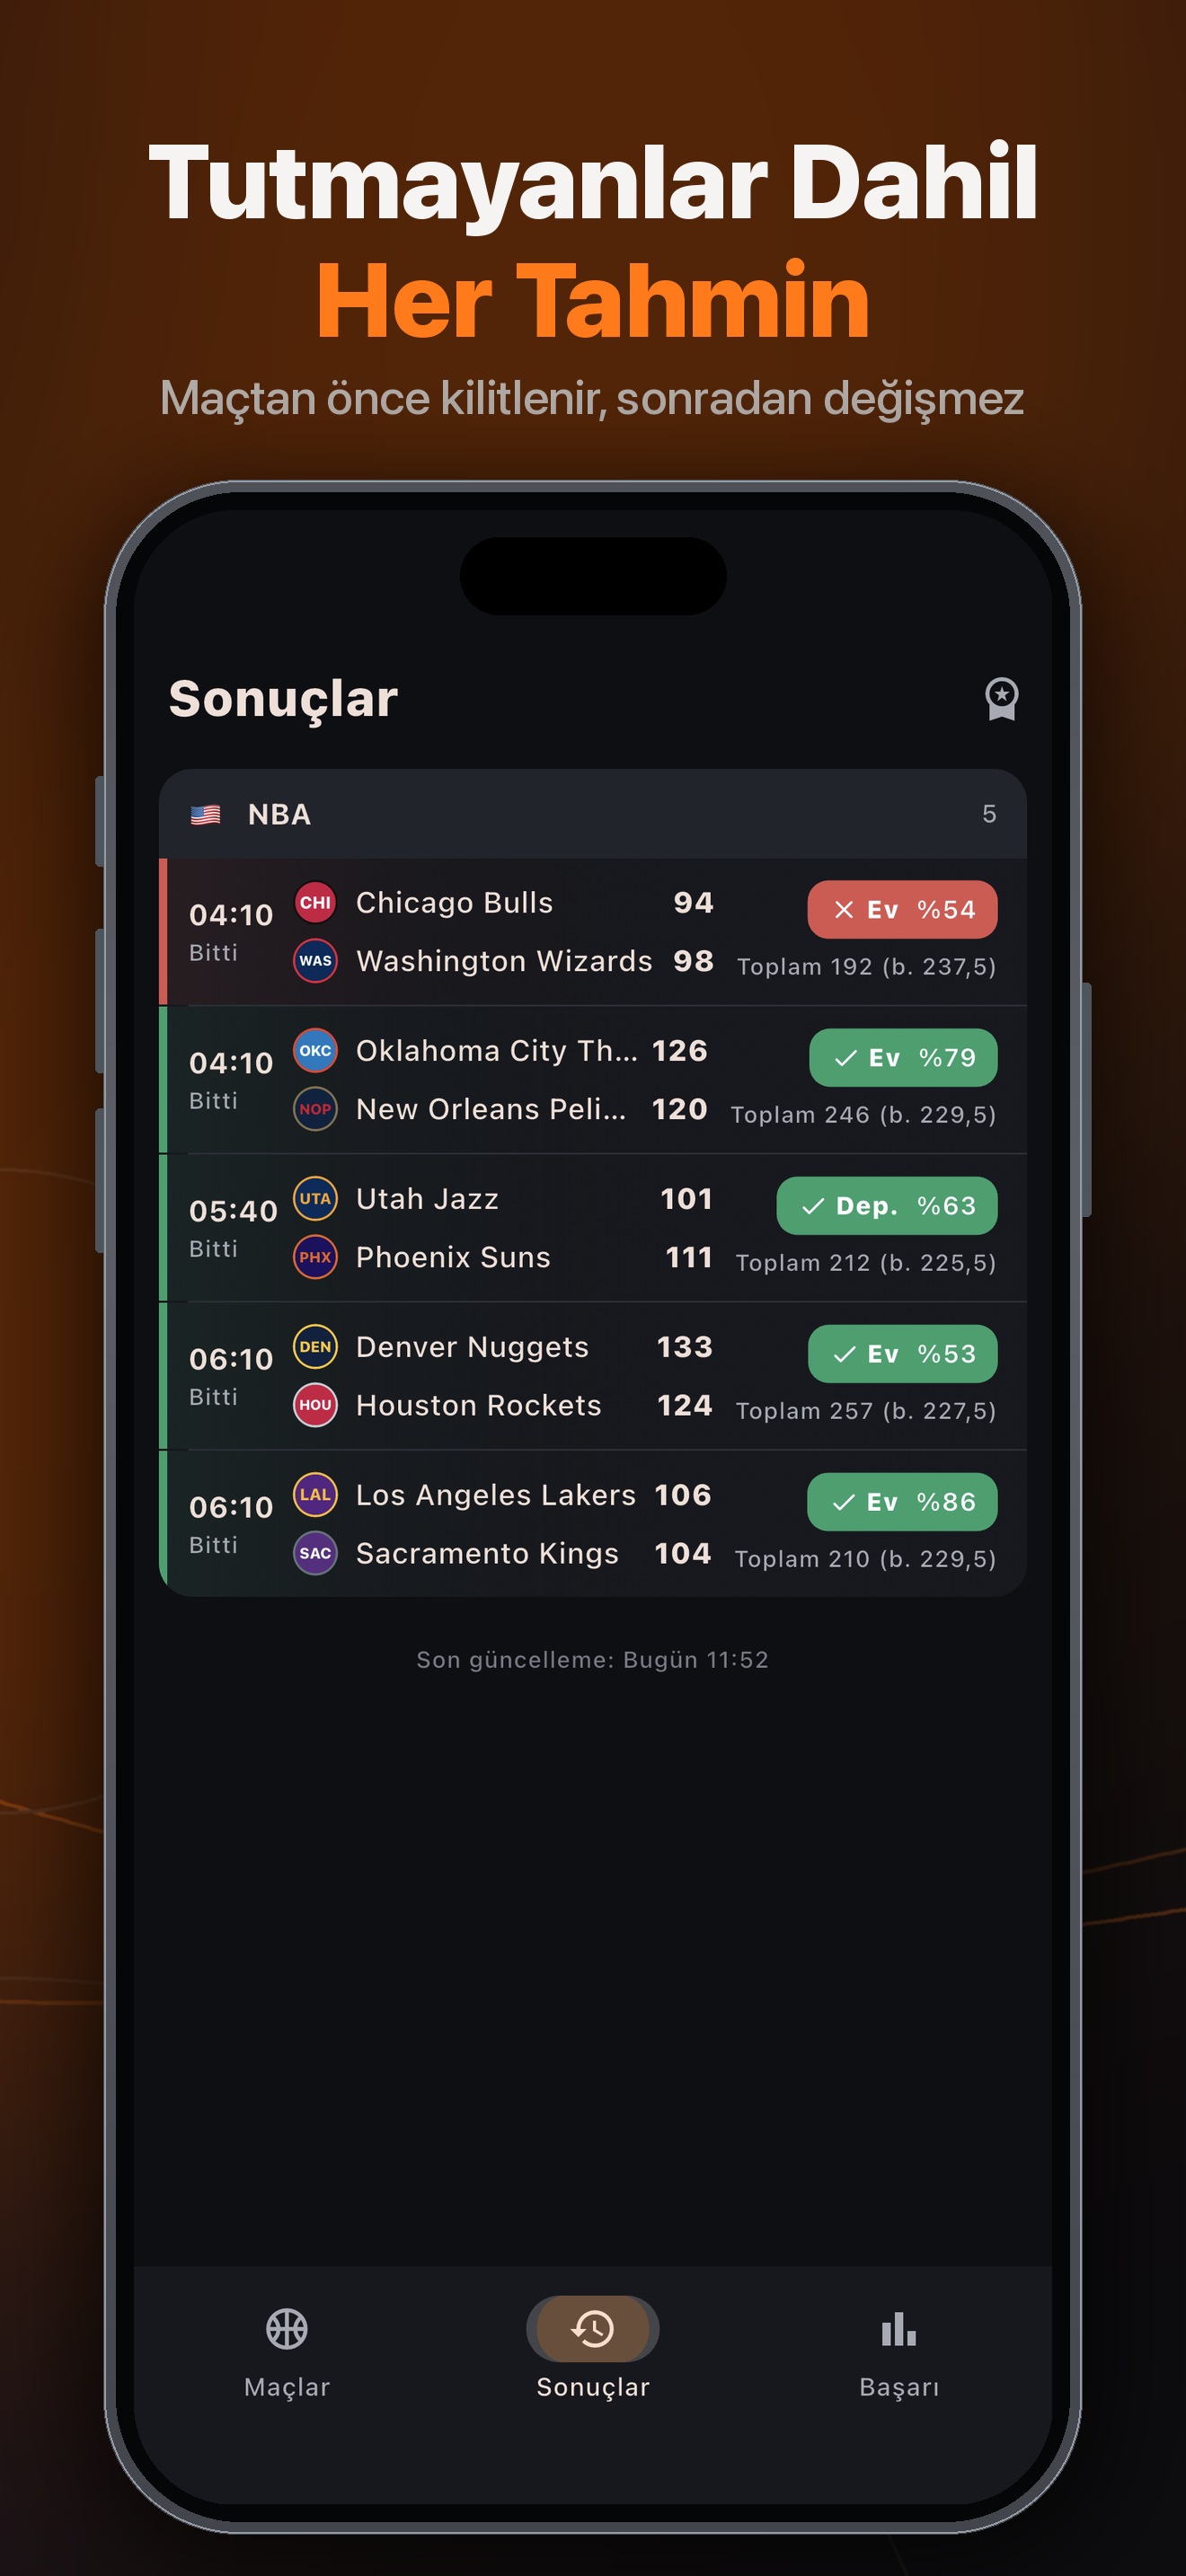 Tutmayanlar Dahil
Her Tahmin
Maçtan önce kilitlenir, sonradan değişmez
Sonuçlar
NBA 5
04:10 CHI Chicago Bulls 94 Ev %54
Bitti WAS Washington Wizards 98 Toplam 192 (b. 237,5)
04:10 OKC Oklahoma City Th... 126 Ev %79
Bitti NOP New Orleans Peli... 120 Toplam 246 (b. 229,5)
05:40 UTA Utah Jazz 101 Dep. %63
Bitti PHX Phoenix Suns 111 Toplam 212 (b. 225,5)
06:10 DEN Denver Nuggets 133 Ev %53
Bitti HOU Houston Rockets 124 Toplam 257 (b. 227,5)
06:10 LAL Los Angeles Lakers 106 Ev %86
Bitti SAC Sacramento Kings 104 Toplam 210 (b. 229,5)
Son güncelleme: Bugün 11:52
Maçlar Sonuçlar Başarı